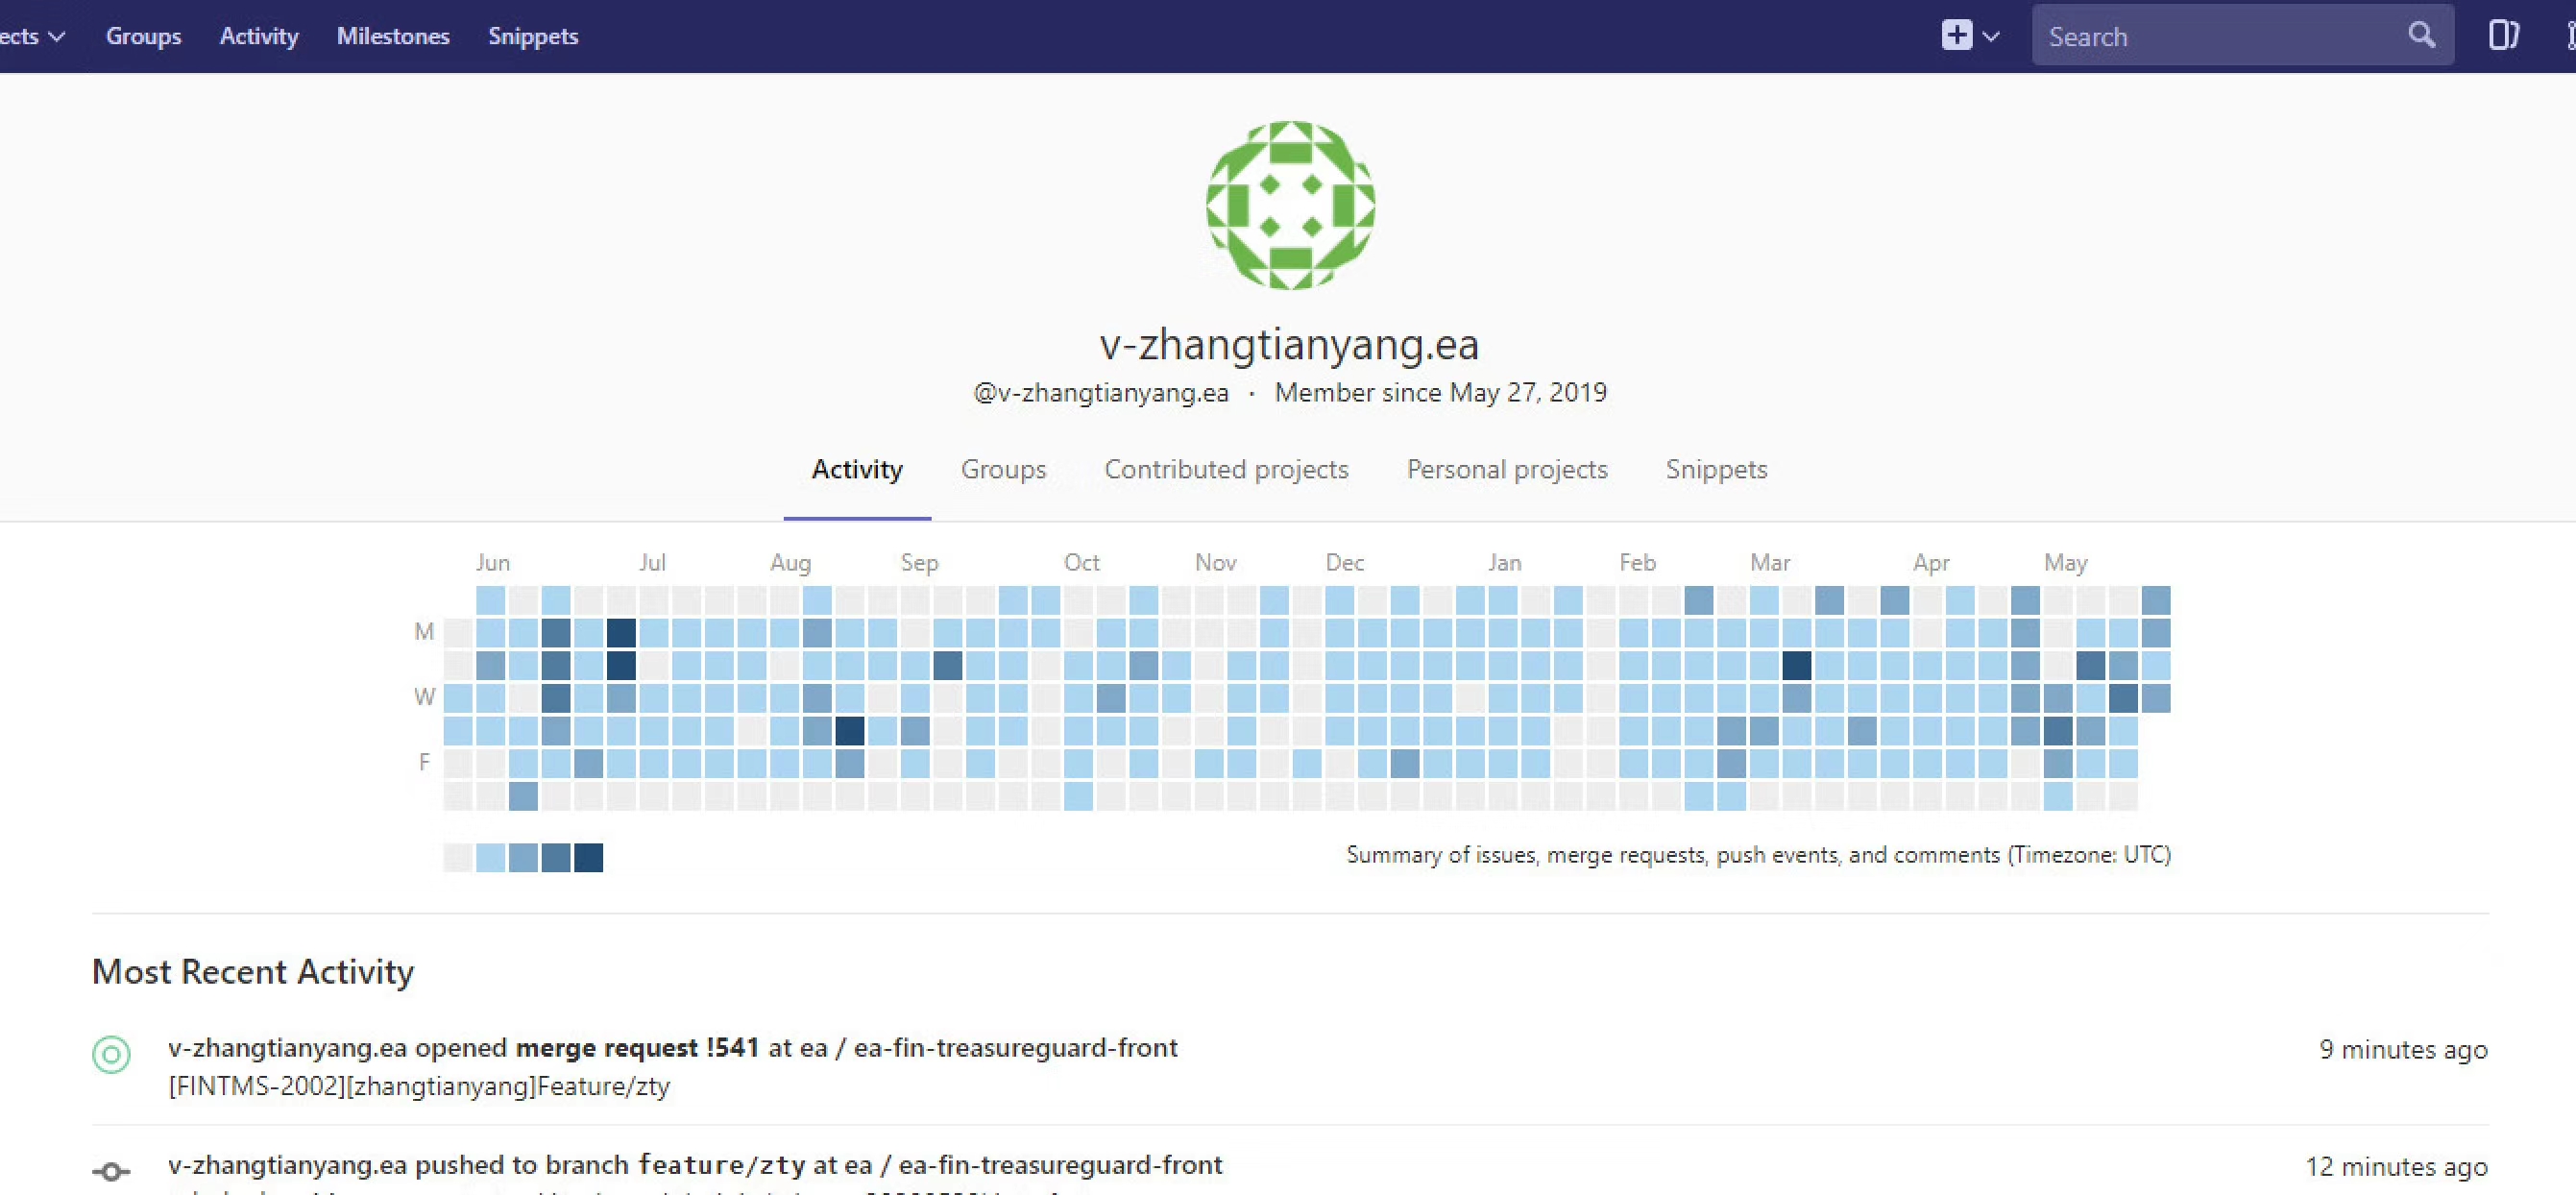 ects Groups Activity Milestones Snippets Search
v-zhangtianyang.ea
@v-zhangtianyang.ea · Member since May 27, 2019
Activity Groups Contributed projects Personal projects Snippets
Jun Jul Aug Sep Oct Nov Dec Jan Feb Mar Apr May
M
W
F
Summary of issues, merge requests, push events, and comments (Timezone: UTC)
Most Recent Activity
v-zhangtianyang.ea opened merge request !541 at ea / ea-fin-treasureguard-front 9 minutes ago
[FINTMS-2002][zhangtianyang]Feature/zty
v-zhangtianyang.ea pushed to branch feature/zty at ea / ea-fin-treasureguard-front 12 minutes ago